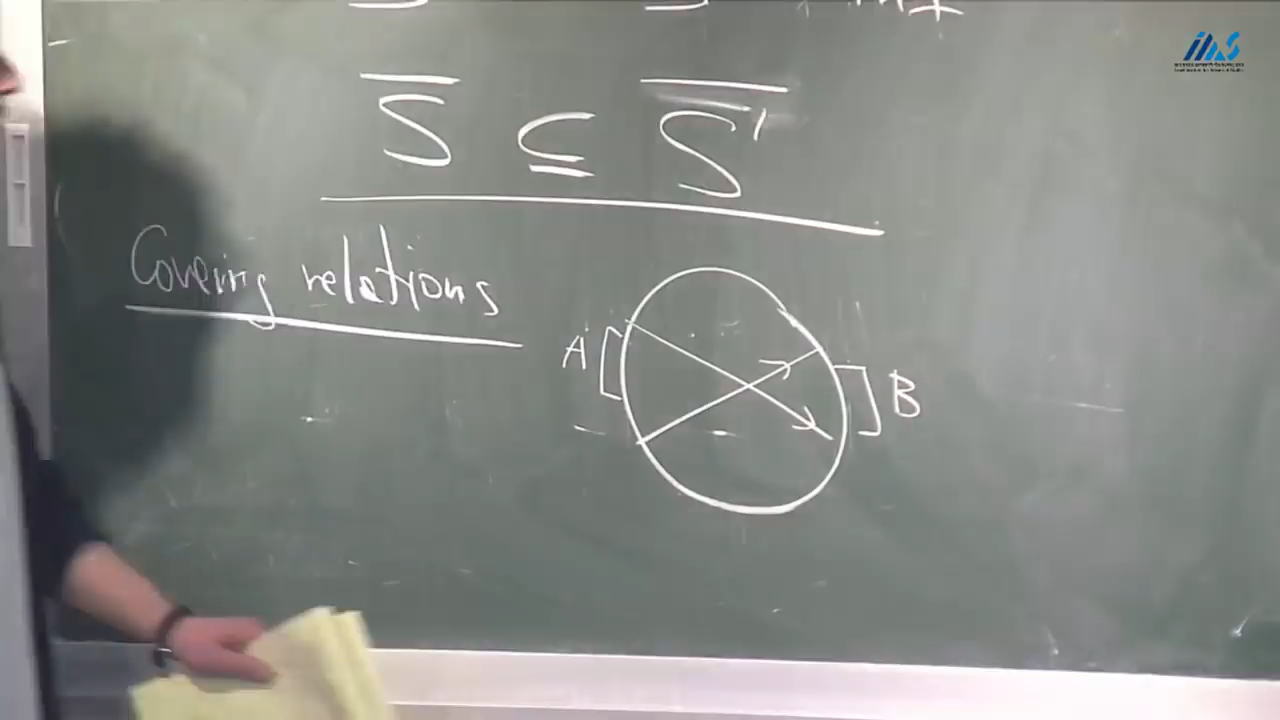 S̅ ⊆ S̅'
Covering relations
A
B